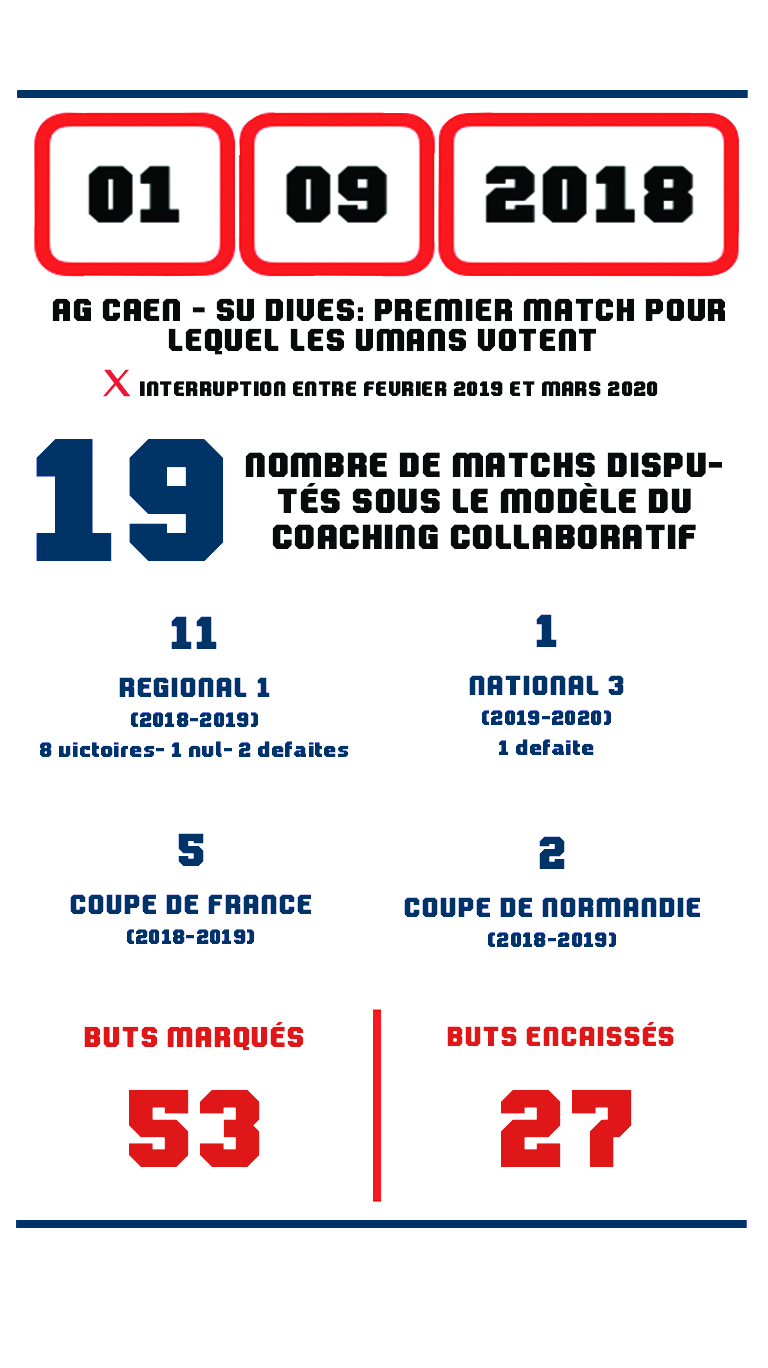 01 09 2018
AG CAEN - SU DIVES: PREMIER MATCH POUR
LEQUEL LES UMANS VOTENT
X INTERRUPTION ENTRE FEVRIER 2019 ET MARS 2020
19
NOMBRE DE MATCHS DISPU-
TÉS SOUS LE MODÈLE DU
COACHING COLLABORATIF
11
REGIONAL 1
(2018-2019)
8 victoires- 1 nul- 2 defaites
1
NATIONAL 3
(2019-2020)
1 defaite
5
COUPE DE FRANCE
(2018-2019)
2
COUPE DE NORMANDIE
(2018-2019)
BUTS MARQUÉS
53
BUTS ENCAISSÉS
27